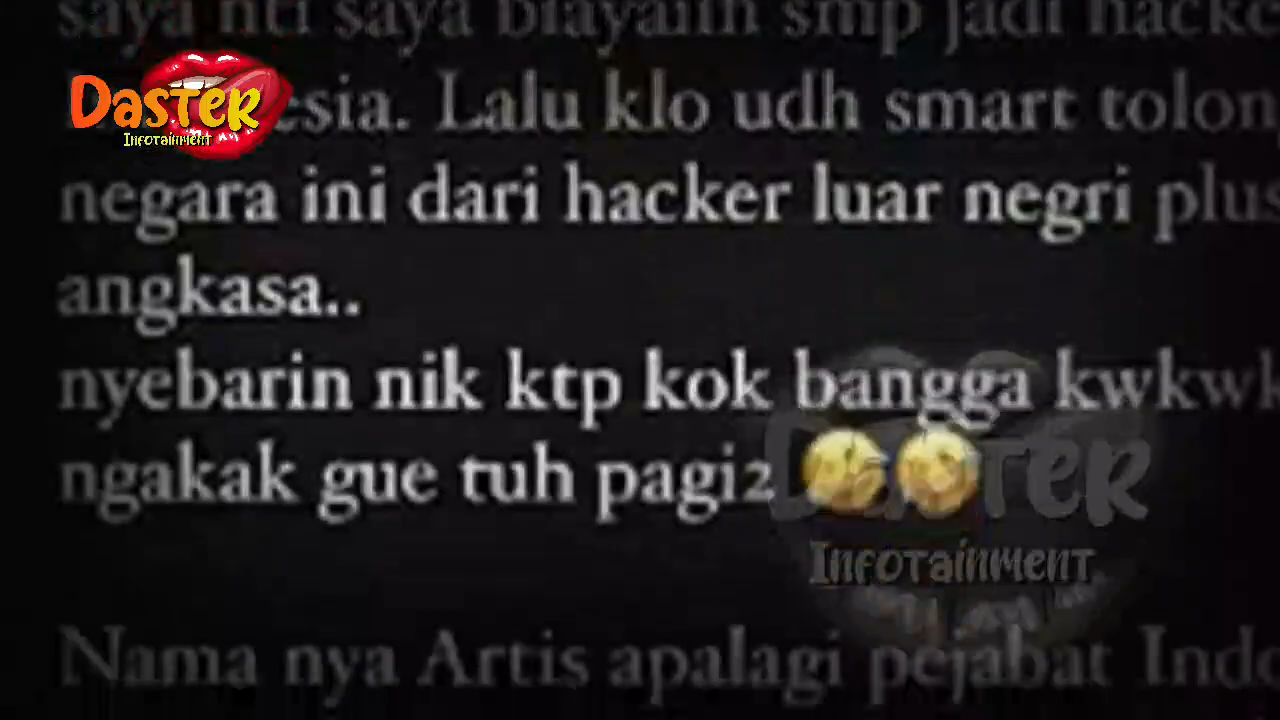 saya nti saya biayaiin smp jadi hacke
esia. Lalu klo udh smart tolon
negara ini dari hacker luar negri plus
angkasa..
nyebarin nik ktp kok bangga kwkwk
ngakak gue tuh pagi2
Nama nya Artis apalagi pejabat Indo
DASTER
INFOTAINMENT
DASTER
INFOTAINMENT